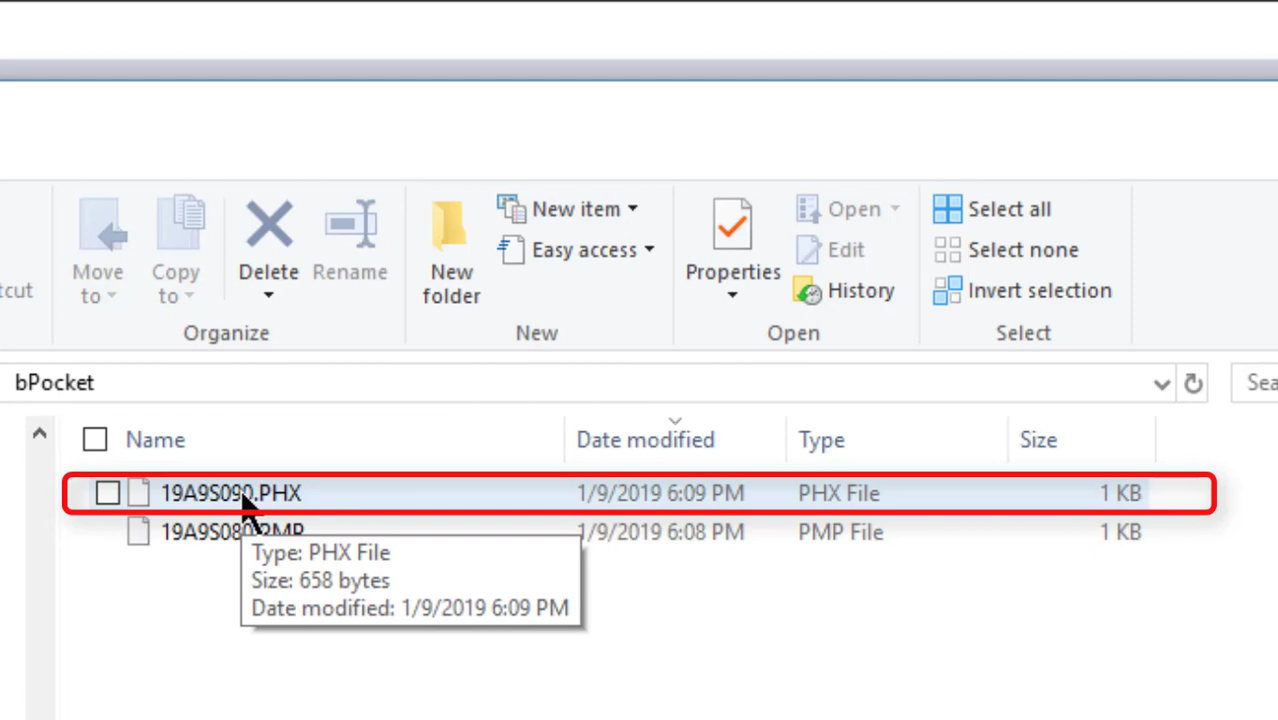 New item
Open
Select all
Easy access
Edit
Select none
Move to
Copy to
Delete
Rename
New folder
Properties
History
Invert selection
tcut
Organize
New
Open
Select
bPocket
Sea
Name
Date modified
Type
Size
19A9S090.PHX
1/9/2019 6:09 PM
PHX File
1 KB
19A9S080.PMP
1/9/2019 6:08 PM
PMP File
1 KB
Type: PHX File
Size: 658 bytes
Date modified: 1/9/2019 6:09 PM